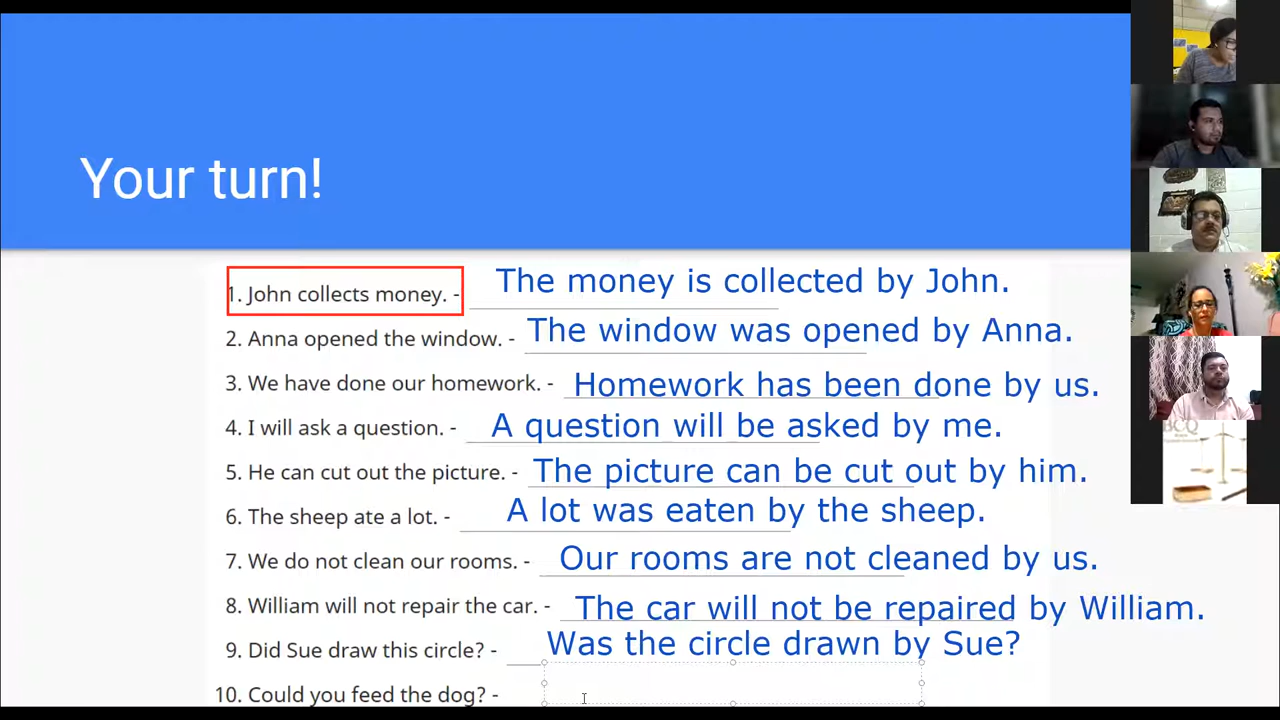 Your turn!
1. John collects money. - The money is collected by John.
2. Anna opened the window. - The window was opened by Anna.
3. We have done our homework. - Homework has been done by us.
4. I will ask a question. - A question will be asked by me.
5. He can cut out the picture. - The picture can be cut out by him.
6. The sheep ate a lot. - A lot was eaten by the sheep.
7. We do not clean our rooms. - Our rooms are not cleaned by us.
8. William will not repair the car. - The car will not be repaired by William.
9. Did Sue draw this circle? - Was the circle drawn by Sue?
10. Could you feed the dog? -
BCQ